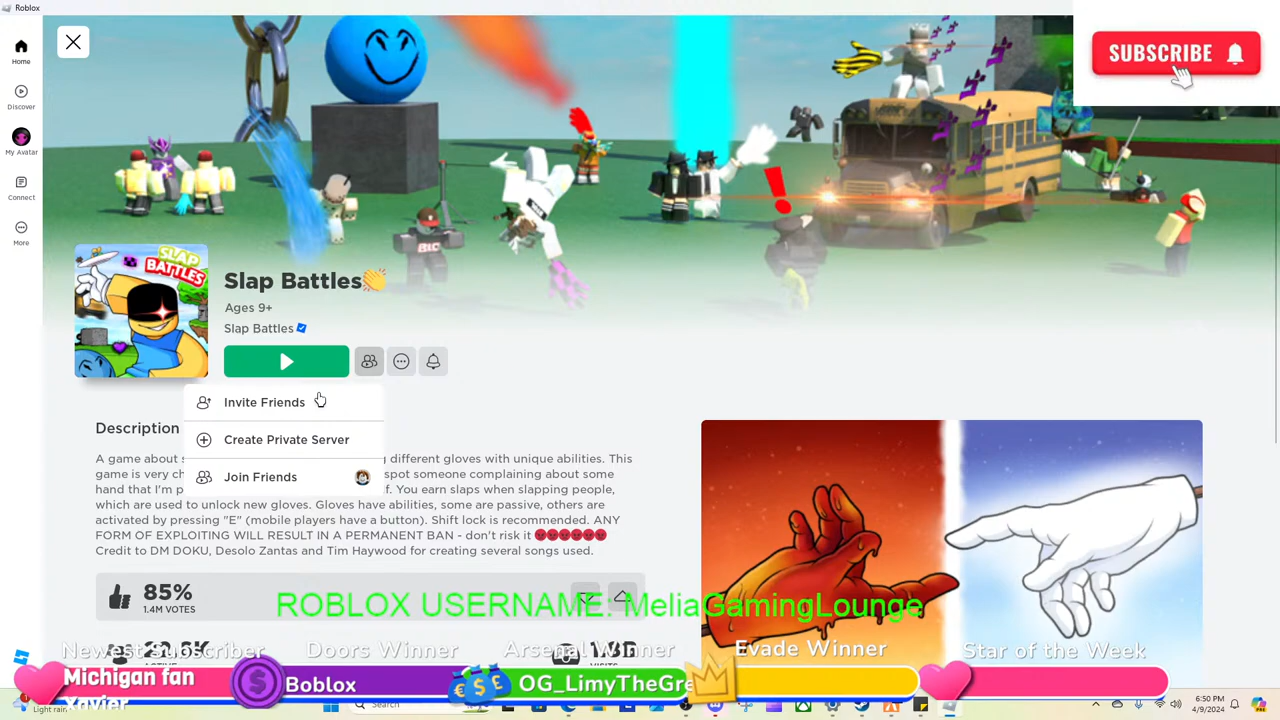 Roblox
SUBSCRIBE
Home
Discover
My Avatar
Connect
More
BIG
SLAP
BATTLES
Slap Battles👏
Ages 9+
Slap Battles
Invite Friends
Create Private Server
Join Friends
Description
A game about different gloves with unique abilities. This
game is very spot someone complaining about some
hand that I'm You earn slaps when slapping people,
which are used to unlock new gloves. Gloves have abilities, some are passive, others are
activated by pressing "E" (mobile players have a button). Shift lock is recommended. ANY
FORM OF EXPLOITING WILL RESULT IN A PERMANENT BAN - don't risk it 😡😡😡😡😡😡
Credit to DM DOKU, Desolo Zantas and Tim Haywood for creating several songs used.
85%
1.4M VOTES
ROBLOX USERNAME: MeliaGamingLounge
Newest Subscriber
Doors Winner
Arsenal Winner
Evade Winner
Star of the Week
VISITS
Michigan fan
Xavier
Boblox
OG_LimyTheGre
Light rain
Search
6:50 PM
4/9/2024